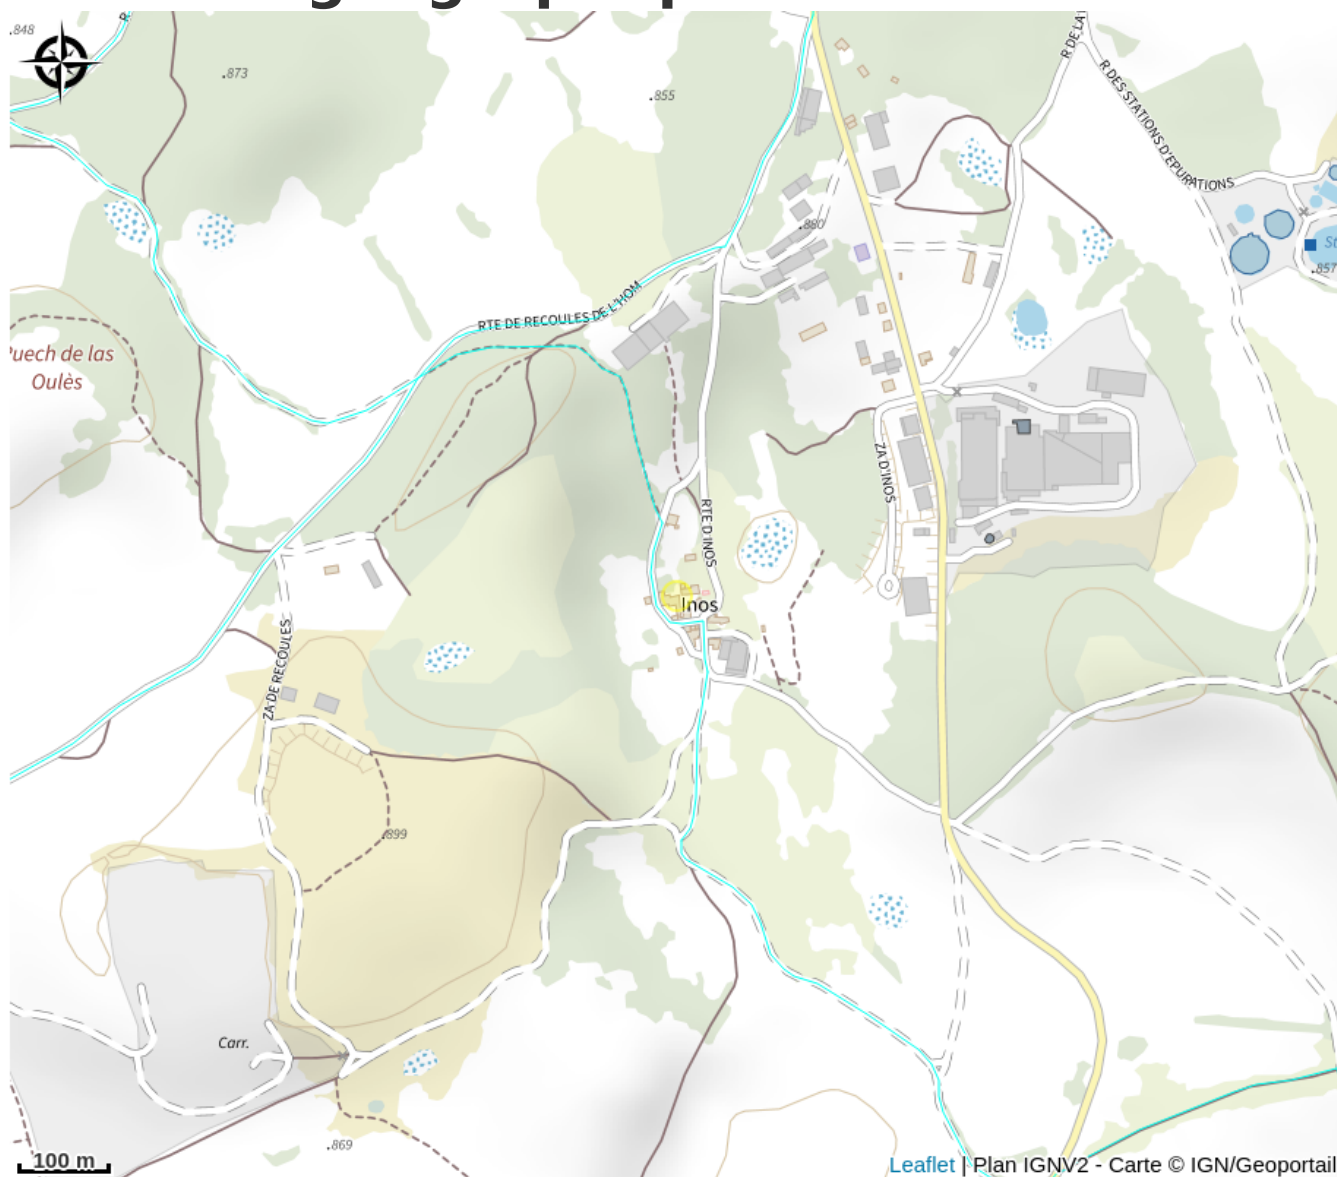 .848
.873
.855
R DE LA
R DES STATIONS D'EPURATIONS
.880
St
.857
RTE DE RECOULES DE L'HOM
Puech de las
Oulès
ZA D'INOS
RTE D'INOS
Inos
ZA DE RECOULES
.899
Carr.
.869
100 m
Leaflet | Plan IGNV2 - Carte © IGN/Geoportail